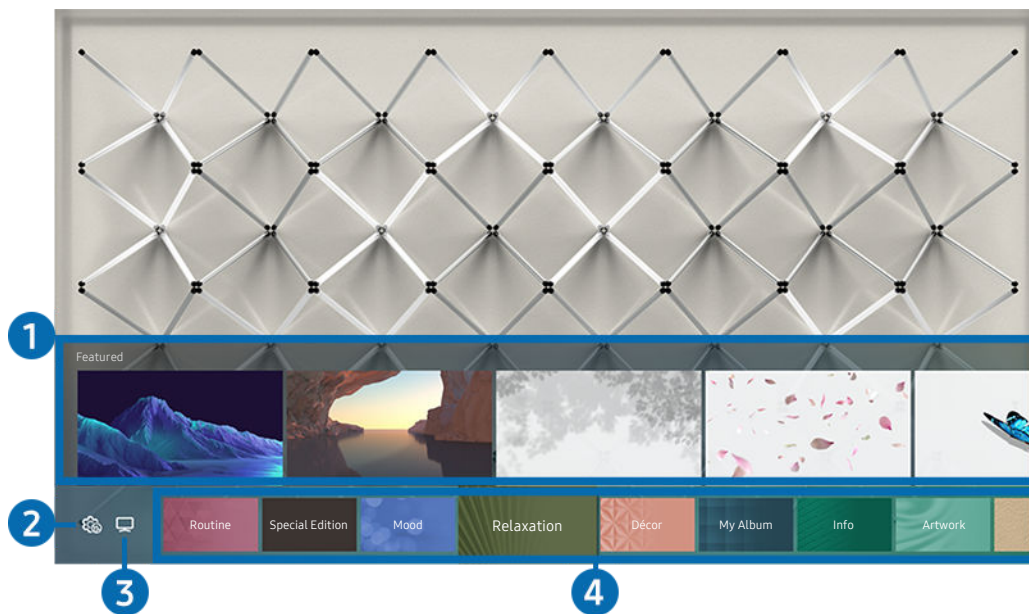 1
Featured
2
Routine Special Edition Mood Relaxation Décor My Album Info Artwork
3
4